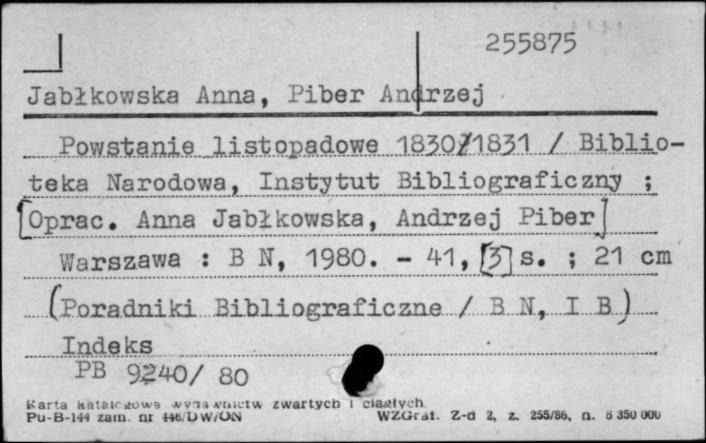 255875
Jabłkowska Anna, Piber Andrzej
Powstanie listopadowe 1830/1831 / Biblio-
teka Narodowa, Instytut Bibliograficzny ;
[Oprac. Anna Jabłkowska, Andrzej Piber]
Warszawa : B N, 1980. - 41, [3] s. ; 21 cm
(Poradniki Bibliograficzne / B N, I B)
Indeks
PB 9240/ 80
Karta katalogowa wydawnictw zwartych i ciągłych.
Pu-B-144 zam. nr 446/DW/ON WZGraf. Z-d 2, z. 255/86, n. 6 350 000